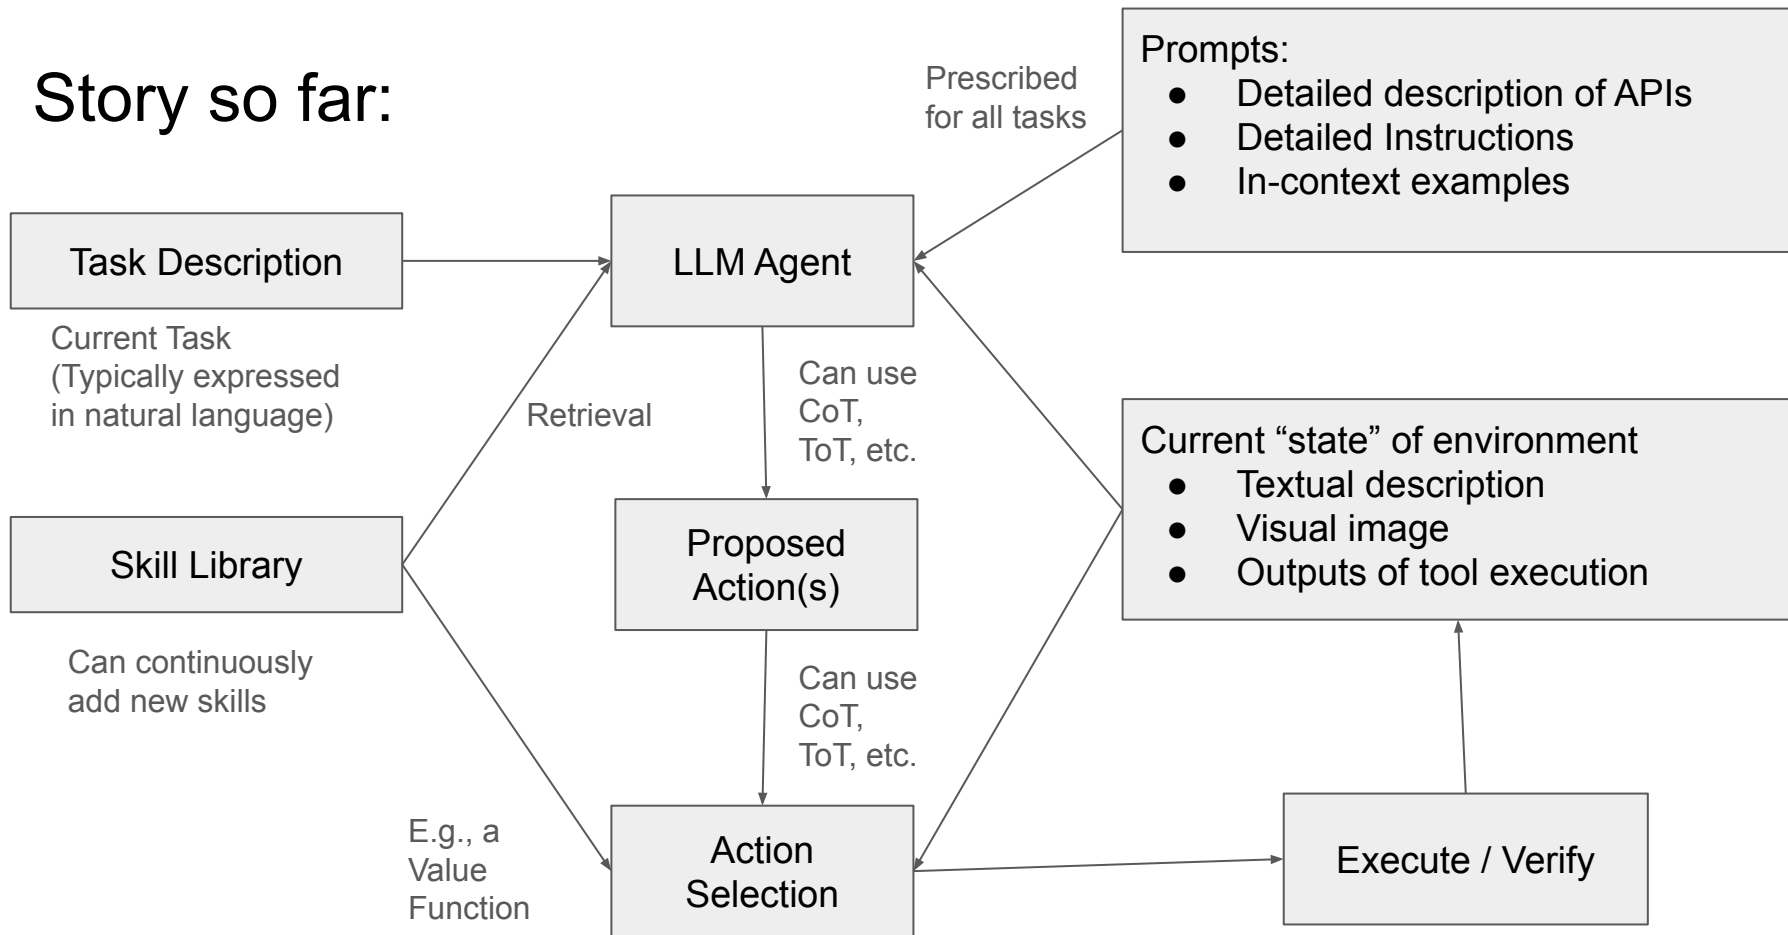 Story so far:
Prescribed
for all tasks
Prompts:
● Detailed description of APIs
● Detailed Instructions
● In-context examples
Task Description
LLM Agent
Current Task
(Typically expressed
in natural language)
Retrieval
Can use
CoT,
ToT, etc.
Current “state” of environment
● Textual description
● Visual image
● Outputs of tool execution
Skill Library
Proposed
Action(s)
Can continuously
add new skills
Can use
CoT,
ToT, etc.
E.g., a
Value
Function
Action
Selection
Execute / Verify